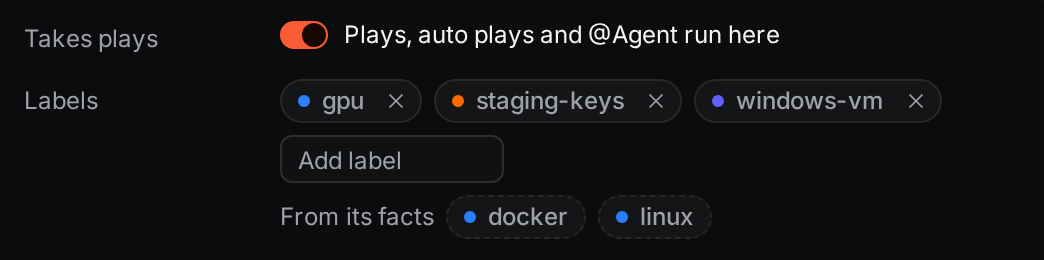 Takes plays Plays, auto plays and @Agent run here
Labels gpu staging-keys windows-vm
Add label
From its facts docker linux